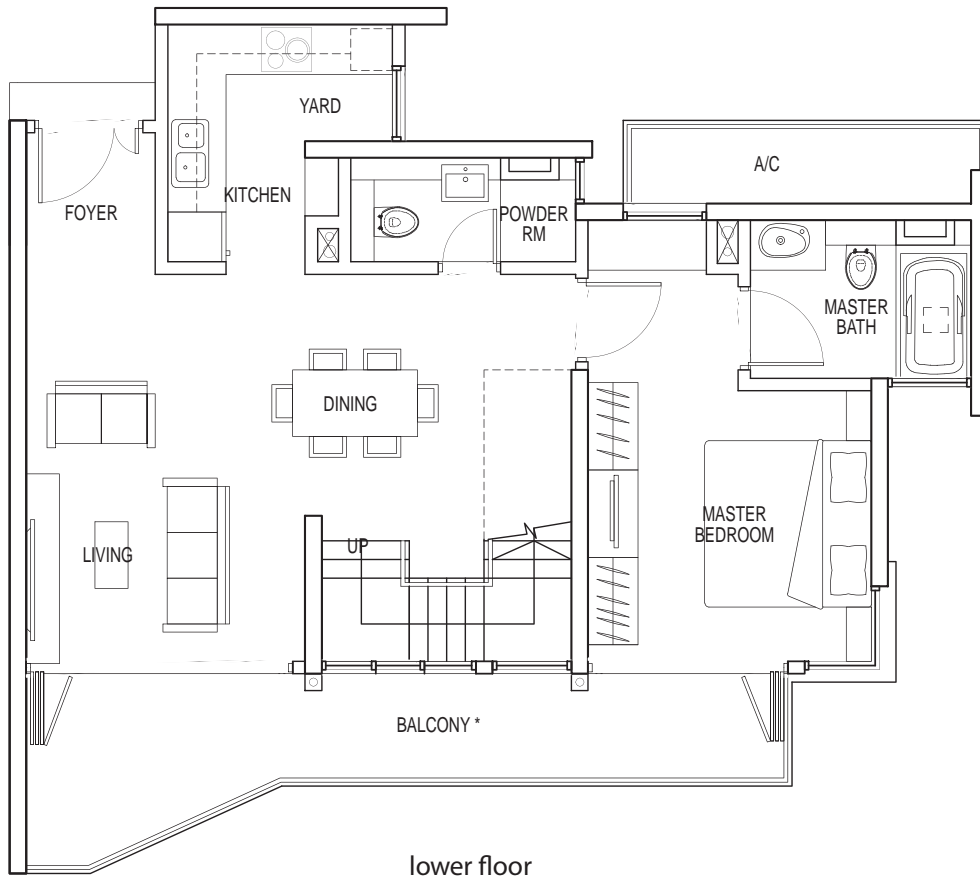 YARD
A/C
KITCHEN
FOYER
POWDER
RM
MASTER
BATH
DINING
MASTER
BEDROOM
UP
LIVING
BALCONY *
lower floor